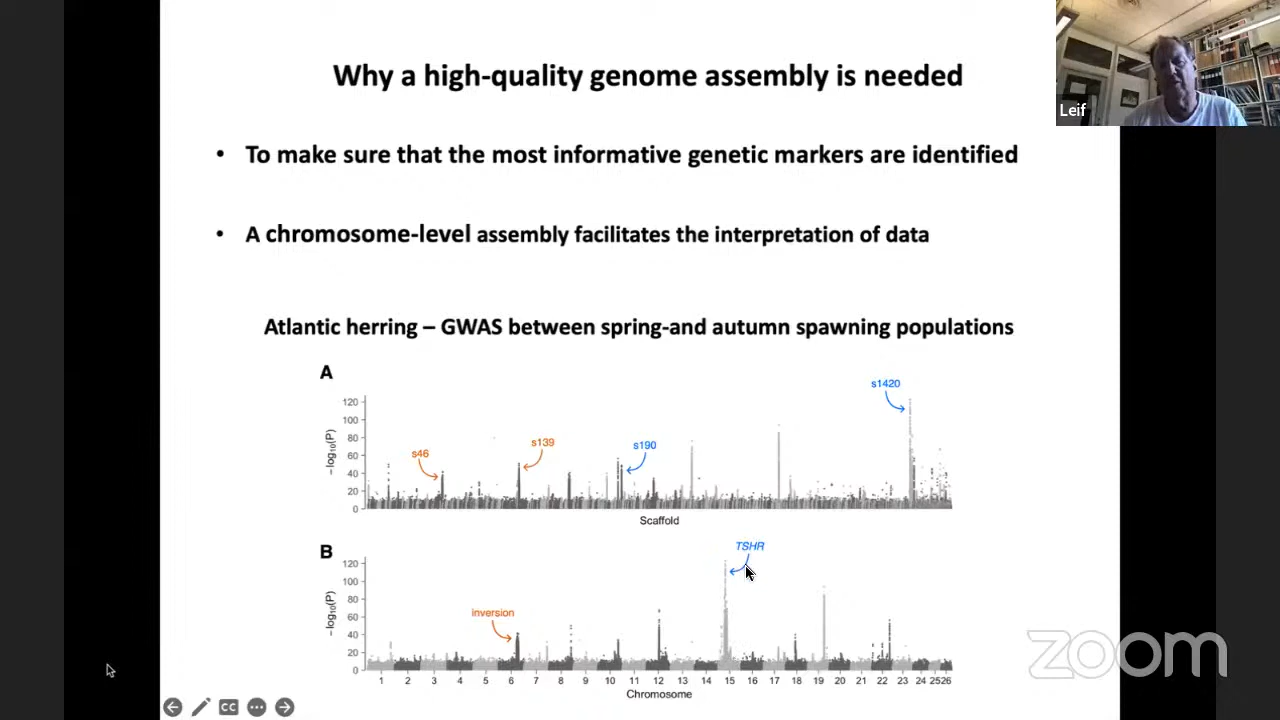 Why a high-quality genome assembly is needed
Leif
• To make sure that the most informative genetic markers are identified
• A chromosome-level assembly facilitates the interpretation of data
Atlantic herring – GWAS between spring-and autumn spawning populations
A
s1420
120
100
80
60
40
20
0
−log10(P)
s46
s139
s190
Scaffold
B
TSHR
120
100
80
60
40
20
0
−log10(P)
inversion
1 2 3 4 5 6 7 8 9 10 11 12 13 14 15 16 17 18 19 20 21 22 23 24 25 26
Chromosome
zoom
CC